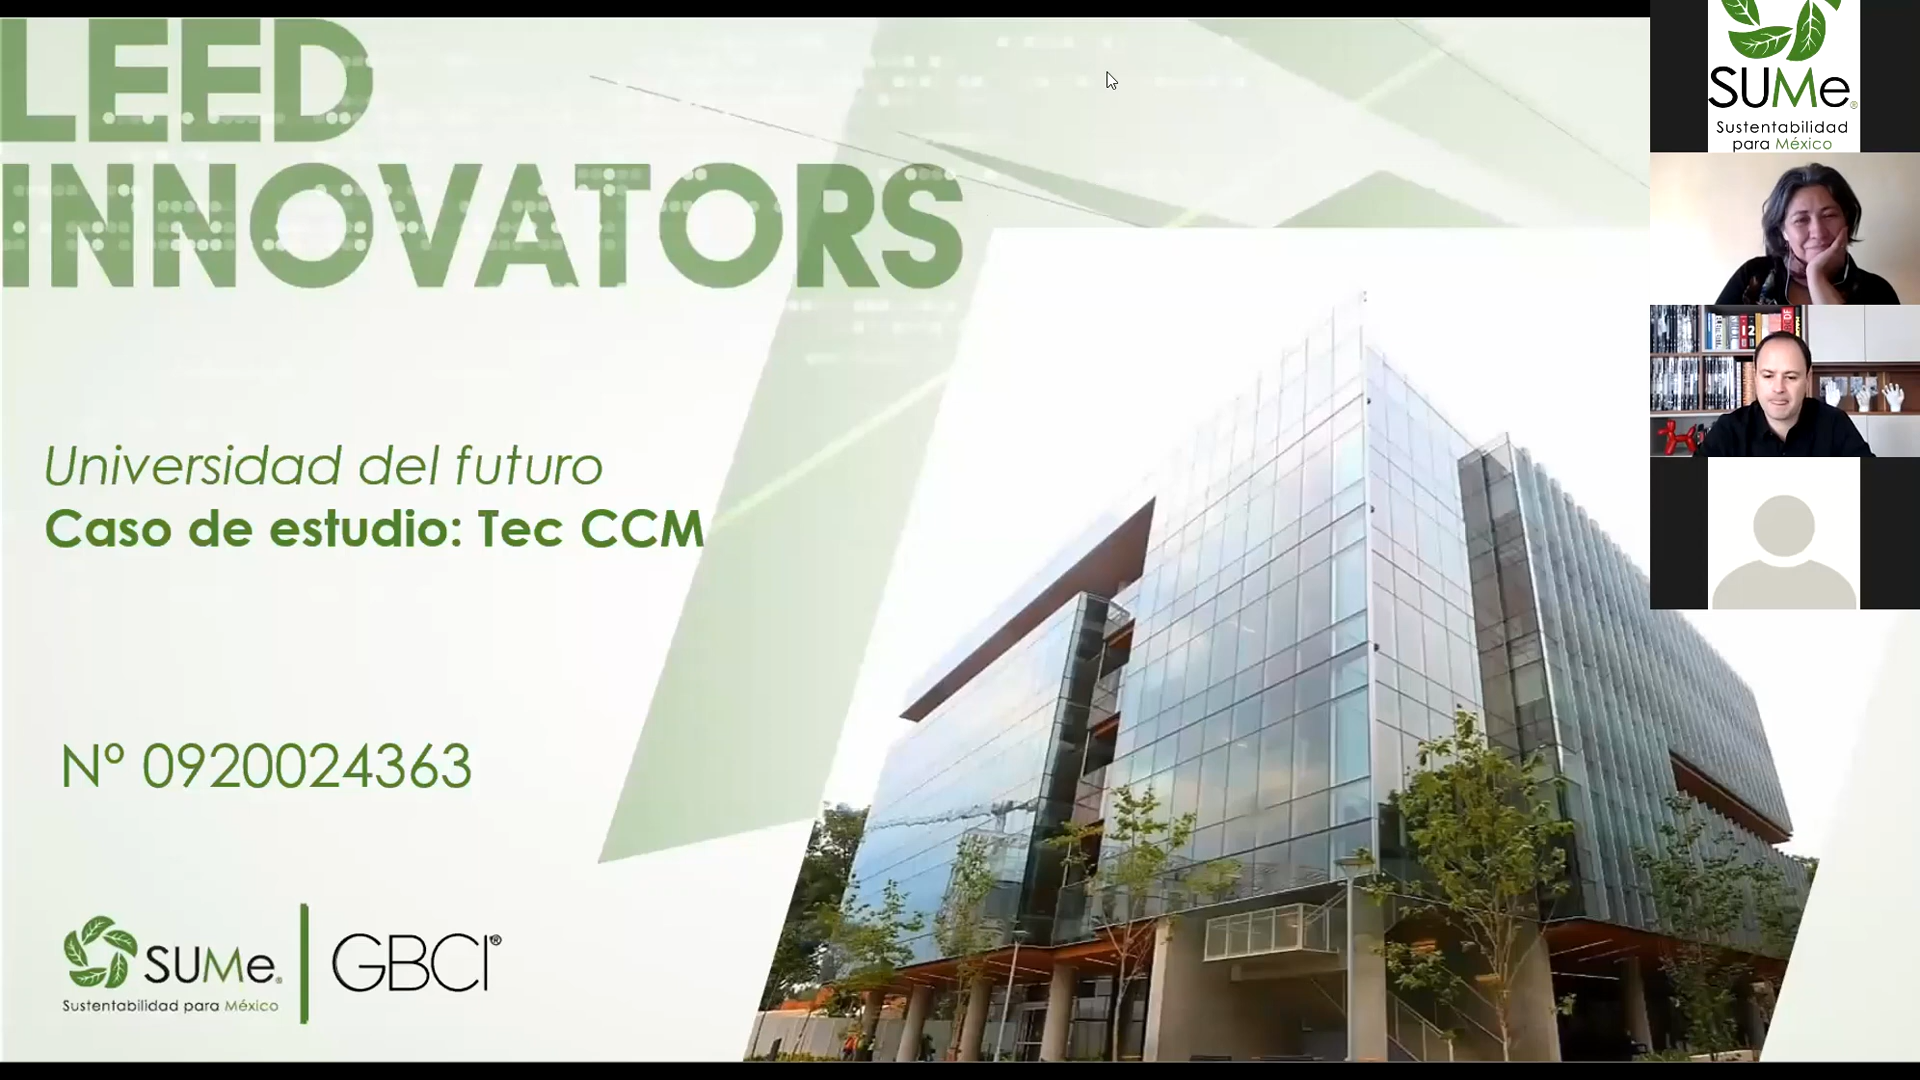 LEED
INNOVATORS
Universidad del futuro
Caso de estudio: Tec CCM
Nº 0920024363
SUMe®
Sustentabilidad para México
GBCI®
SUMe®
Sustentabilidad
para México